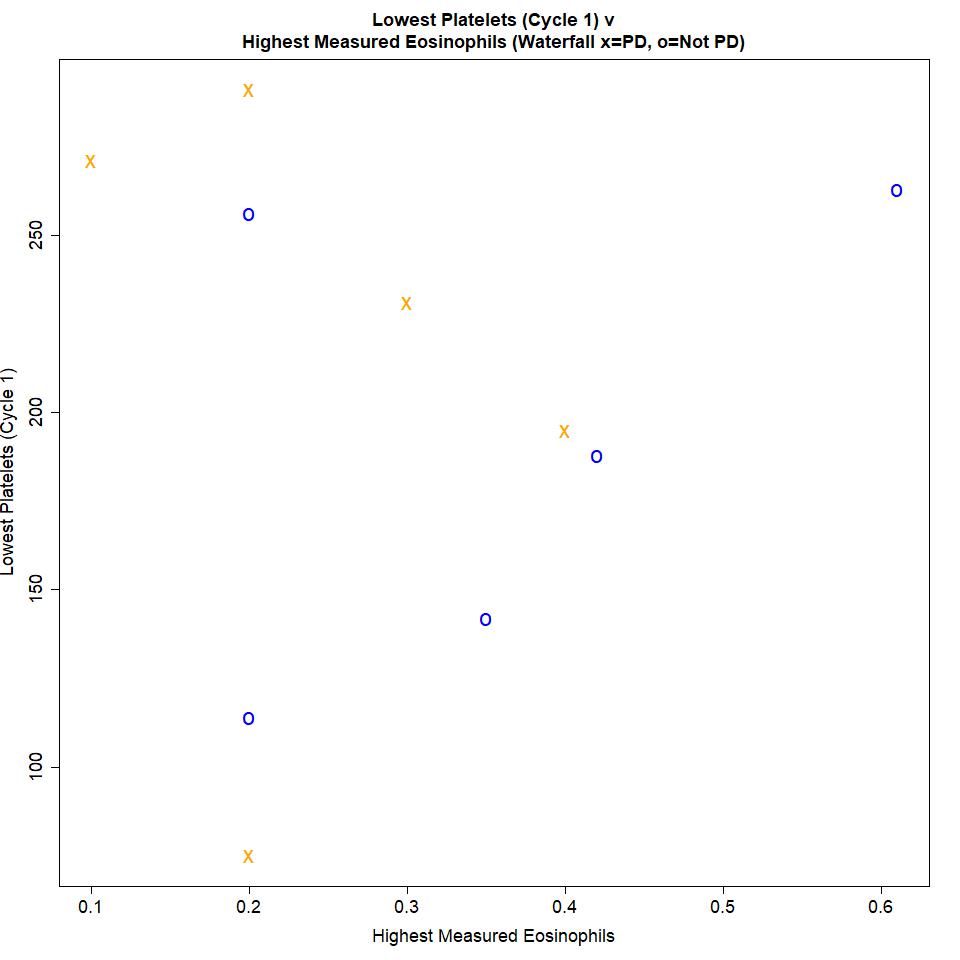 Lowest Platelets (Cycle 1) v
Highest Measured Eosinophils (Waterfall x=PD, o=Not PD)
Lowest Platelets (Cycle 1)
250
200
150
100
x
x
o
o
x
x
o
o
o
x
0.1 0.2 0.3 0.4 0.5 0.6
Highest Measured Eosinophils